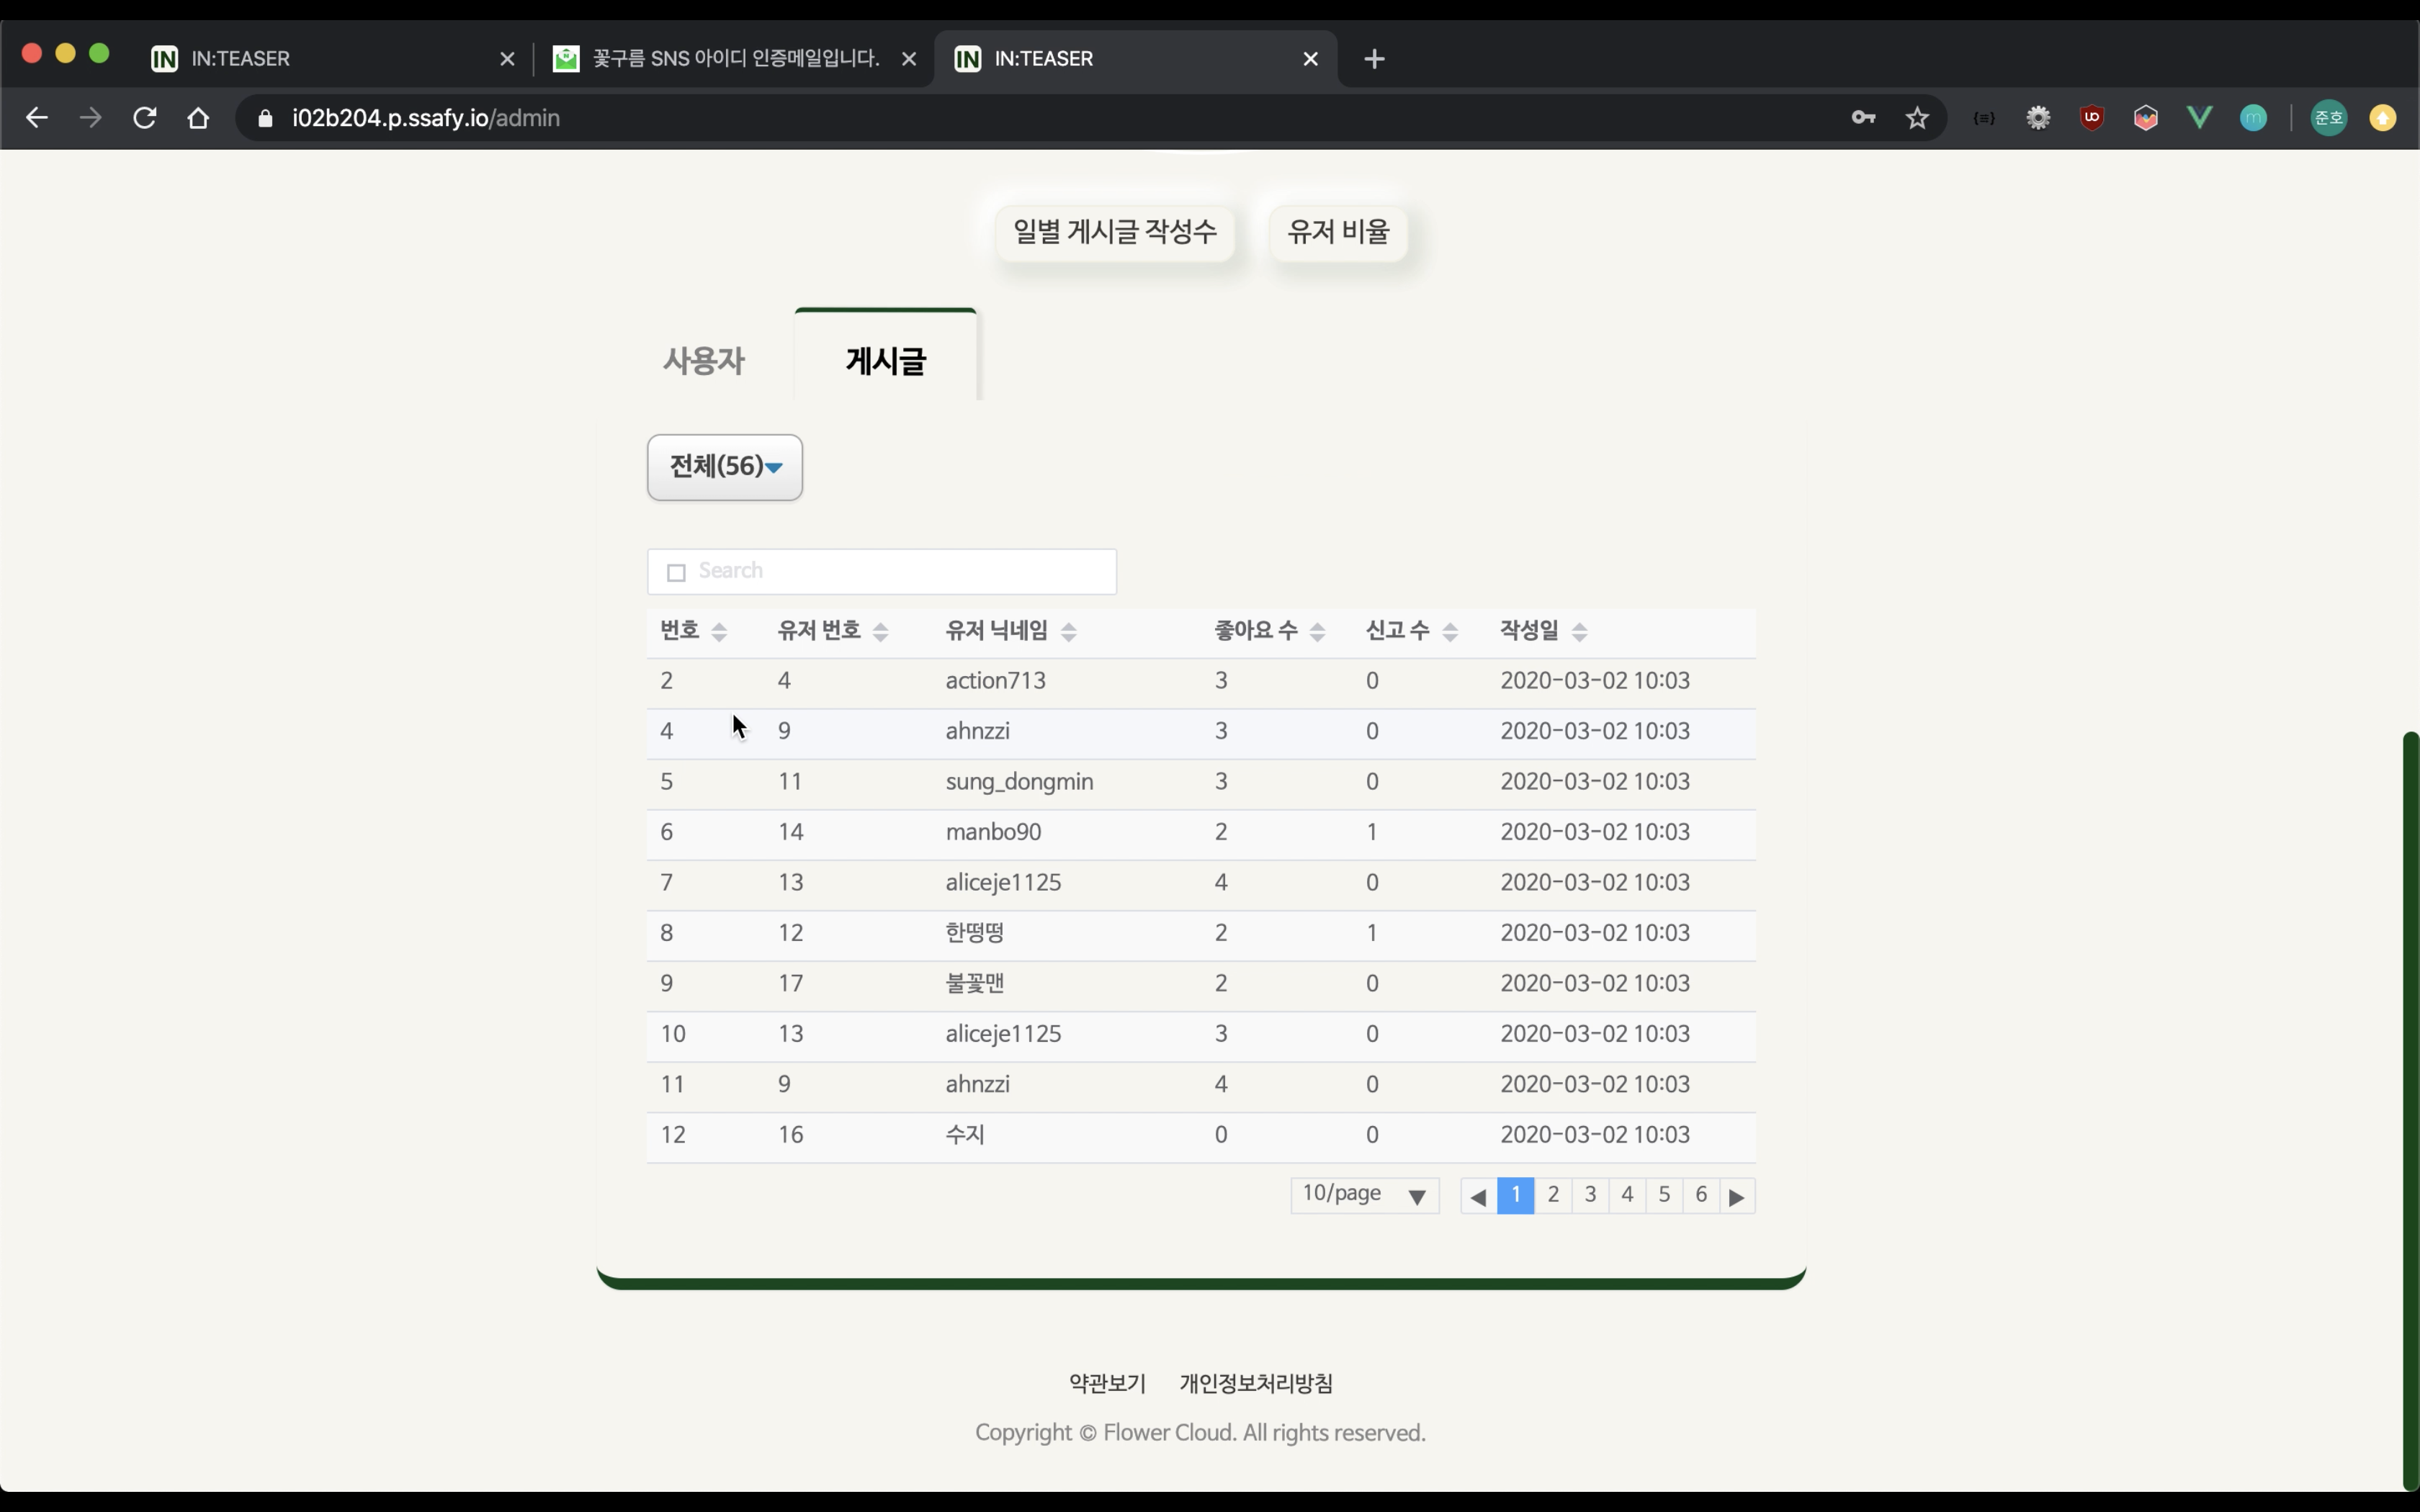 IN:TEASER
꽃구름 SNS 아이디 인증메일입니다.
IN:TEASER
i02b204.p.ssafy.io/admin
준호
일별 게시글 작성수 유저 비율
사용자 게시글
전체(56)
Search
번호 유저 번호 유저 닉네임 좋아요 수 신고 수 작성일
2 4 action713 3 0 2020-03-02 10:03
4 9 ahnzzi 3 0 2020-03-02 10:03
5 11 sung_dongmin 3 0 2020-03-02 10:03
6 14 manbo90 2 1 2020-03-02 10:03
7 13 aliceje1125 4 0 2020-03-02 10:03
8 12 한떵떵 2 1 2020-03-02 10:03
9 17 불꽃맨 2 0 2020-03-02 10:03
10 13 aliceje1125 3 0 2020-03-02 10:03
11 9 ahnzzi 4 0 2020-03-02 10:03
12 16 수지 0 0 2020-03-02 10:03
10/page 1 2 3 4 5 6
약관보기 개인정보처리방침
Copyright © Flower Cloud. All rights reserved.